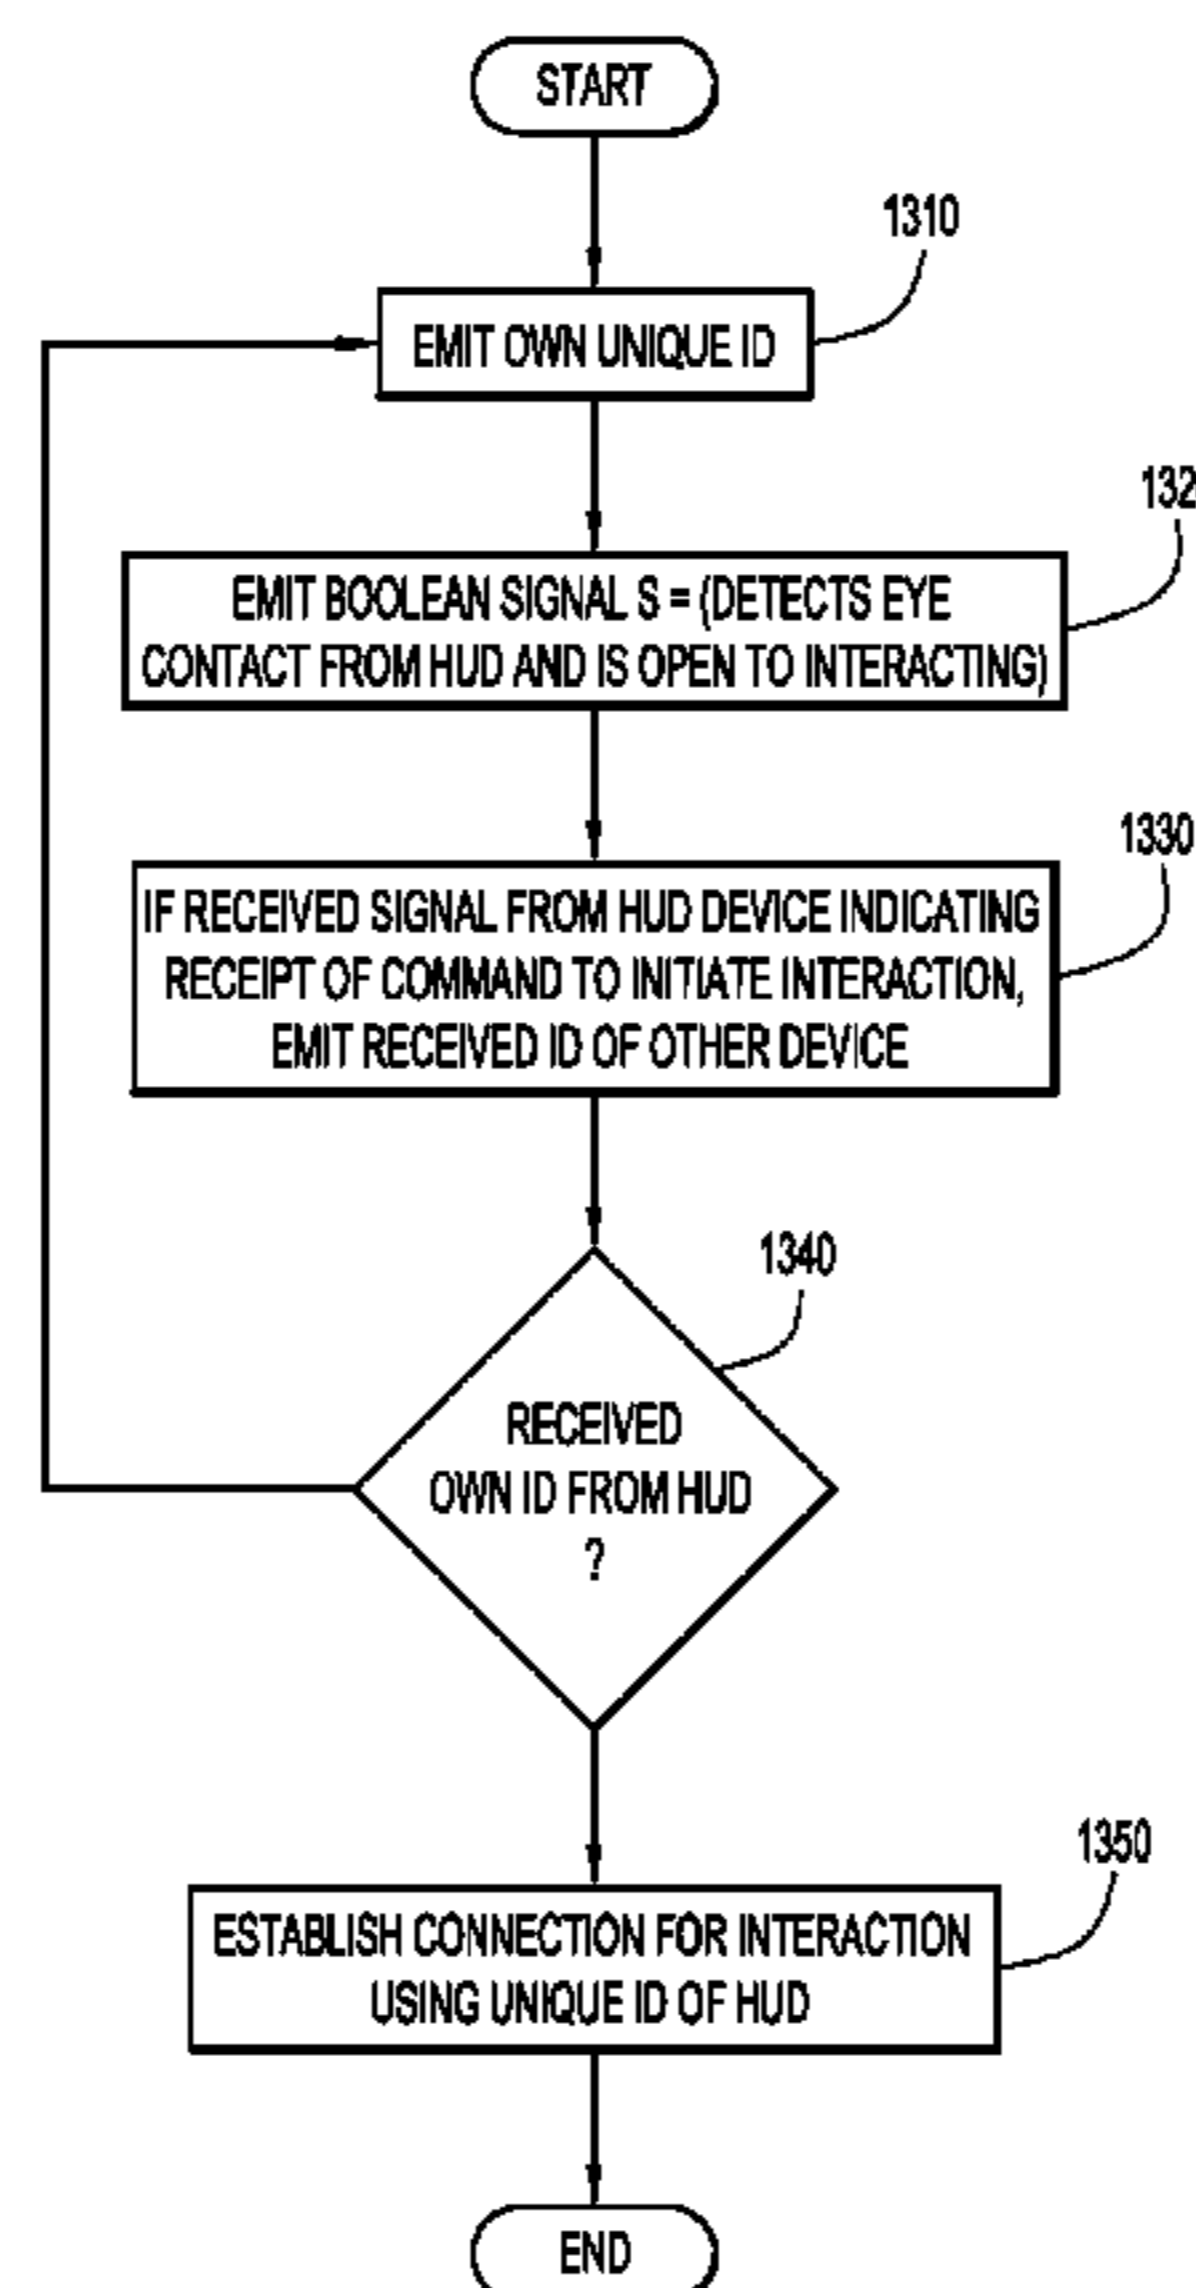 START
1310
EMIT OWN UNIQUE ID
132
EMIT BOOLEAN SIGNAL S = (DETECTS EYE
CONTACT FROM HUD AND IS OPEN TO INTERACTING)
1330
IF RECEIVED SIGNAL FROM HUD DEVICE INDICATING
RECEIPT OF COMMAND TO INITIATE INTERACTION,
EMIT RECEIVED ID OF OTHER DEVICE
1340
RECEIVED
OWN ID FROM HUD
?
1350
ESTABLISH CONNECTION FOR INTERACTION
USING UNIQUE ID OF HUD
END